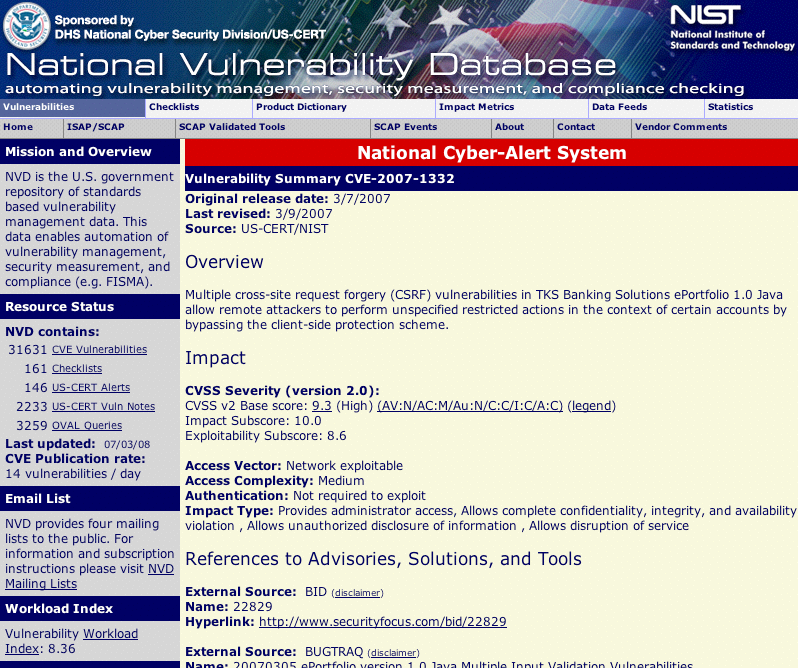 Sponsored by
DHS National Cyber Security Division/US-CERT
NIST
National Institute of
Standards and Technology
National Vulnerability Database
automating vulnerability management, security measurement, and compliance checking
Vulnerabilities Checklists Product Dictionary Impact Metrics Data Feeds Statistics
Home ISAP/SCAP SCAP Validated Tools SCAP Events About Contact Vendor Comments
Mission and Overview
NVD is the U.S. government
repository of standards
based vulnerability
management data. This
data enables automation of
vulnerability management,
security measurement, and
compliance (e.g. FISMA).
Resource Status
NVD contains:
31631 CVE Vulnerabilities
161 Checklists
146 US-CERT Alerts
2233 US-CERT Vuln Notes
3259 OVAL Queries
Last updated: 07/03/08
CVE Publication rate:
14 vulnerabilities / day
Email List
NVD provides four mailing
lists to the public. For
information and subscription
instructions please visit NVD
Mailing Lists
Workload Index
Vulnerability Workload
Index: 8.36
National Cyber-Alert System
Vulnerability Summary CVE-2007-1332
Original release date: 3/7/2007
Last revised: 3/9/2007
Source: US-CERT/NIST
Overview
Multiple cross-site request forgery (CSRF) vulnerabilities in TKS Banking Solutions ePortfolio 1.0 Java
allow remote attackers to perform unspecified restricted actions in the context of certain accounts by
bypassing the client-side protection scheme.
Impact
CVSS Severity (version 2.0):
CVSS v2 Base score: 9.3 (High) (AV:N/AC:M/Au:N/C:C/I:C/A:C) (legend)
Impact Subscore: 10.0
Exploitability Subscore: 8.6
Access Vector: Network exploitable
Access Complexity: Medium
Authentication: Not required to exploit
Impact Type: Provides administrator access, Allows complete confidentiality, integrity, and availability
violation , Allows unauthorized disclosure of information , Allows disruption of service
References to Advisories, Solutions, and Tools
External Source: BID (disclaimer)
Name: 22829
Hyperlink: http://www.securityfocus.com/bid/22829
External Source: BUGTRAQ (disclaimer)
Name: 20070305 ePortfolio version 1.0 Java Multiple Input Validation Vulnerabilities